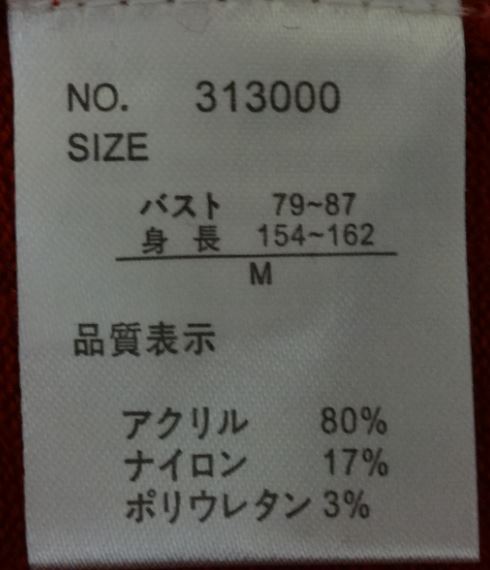 NO. 313000
SIZE
バスト 79~87
身長 154~162
M
品質表示
アクリル 80%
ナイロン 17%
ポリウレタン 3%